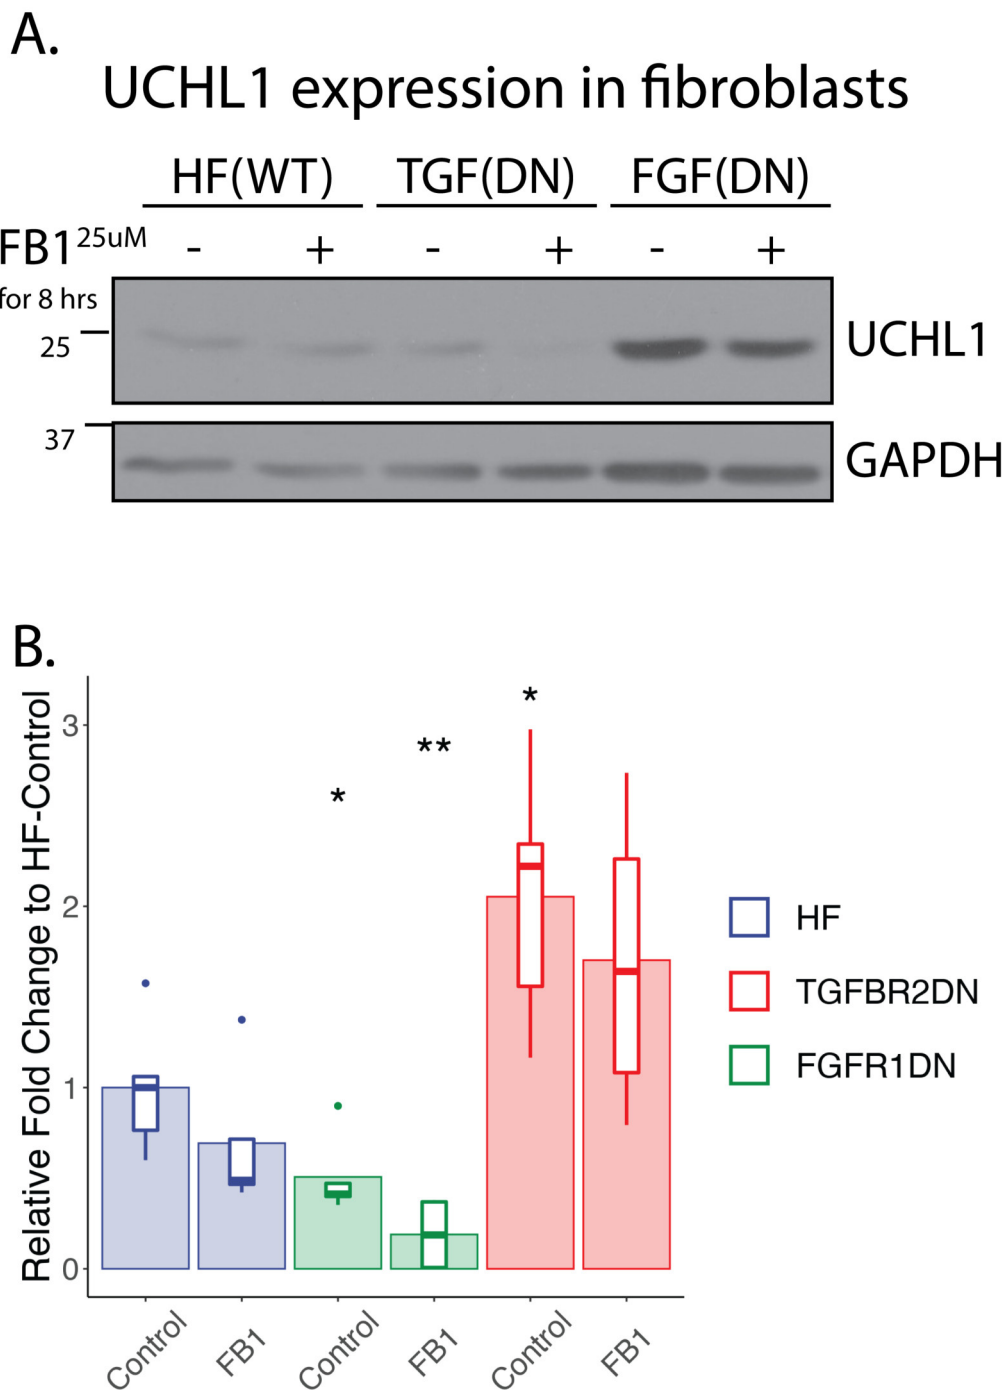 A.
UCHL1 expression in fibroblasts
HF(WT) TGF(DN) FGF(DN)
FB1 25uM - + - + - +
for 8 hrs
25
UCHL1
37
GAPDH
B.
Relative Fold Change to HF-Control
3
2
1
0
*
**
*
Control
FB1
Control
FB1
Control
FB1
HF
TGFBR2DN
FGFR1DN